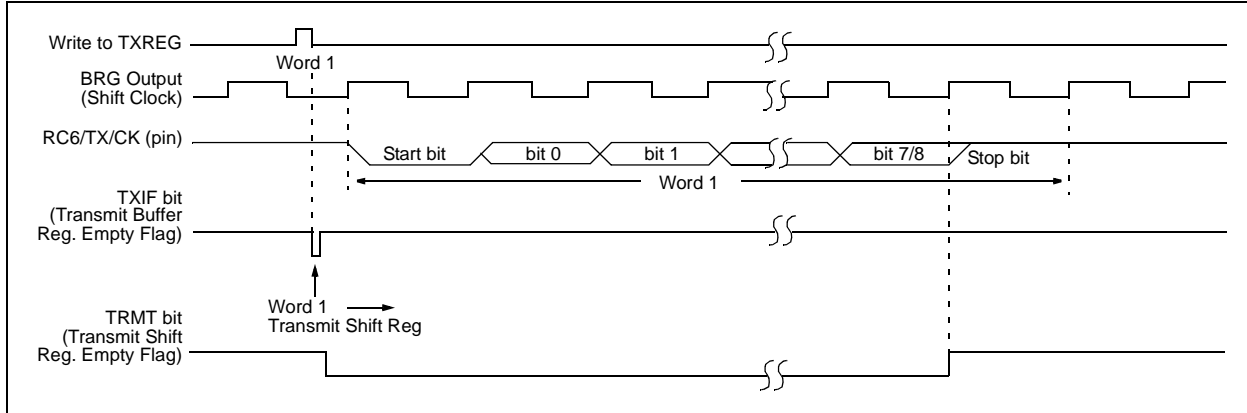 Write to TXREG
Word 1
BRG Output
(Shift Clock)
RC6/TX/CK (pin)
Start bit
bit 0
bit 1
bit 7/8
Stop bit
Word 1
TXIF bit
(Transmit Buffer
Reg. Empty Flag)
Word 1
Transmit Shift Reg
TRMT bit
(Transmit Shift
Reg. Empty Flag)